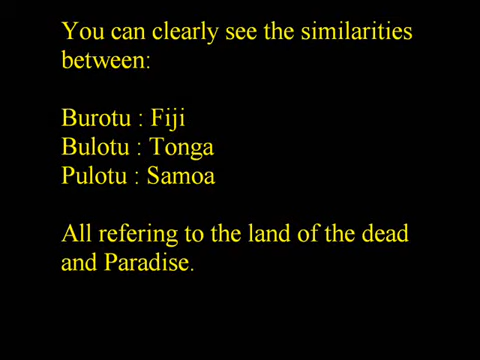 You can clearly see the similarities
between:
Burotu : Fiji
Bulotu : Tonga
Pulotu : Samoa
All refering to the land of the dead
and Paradise.